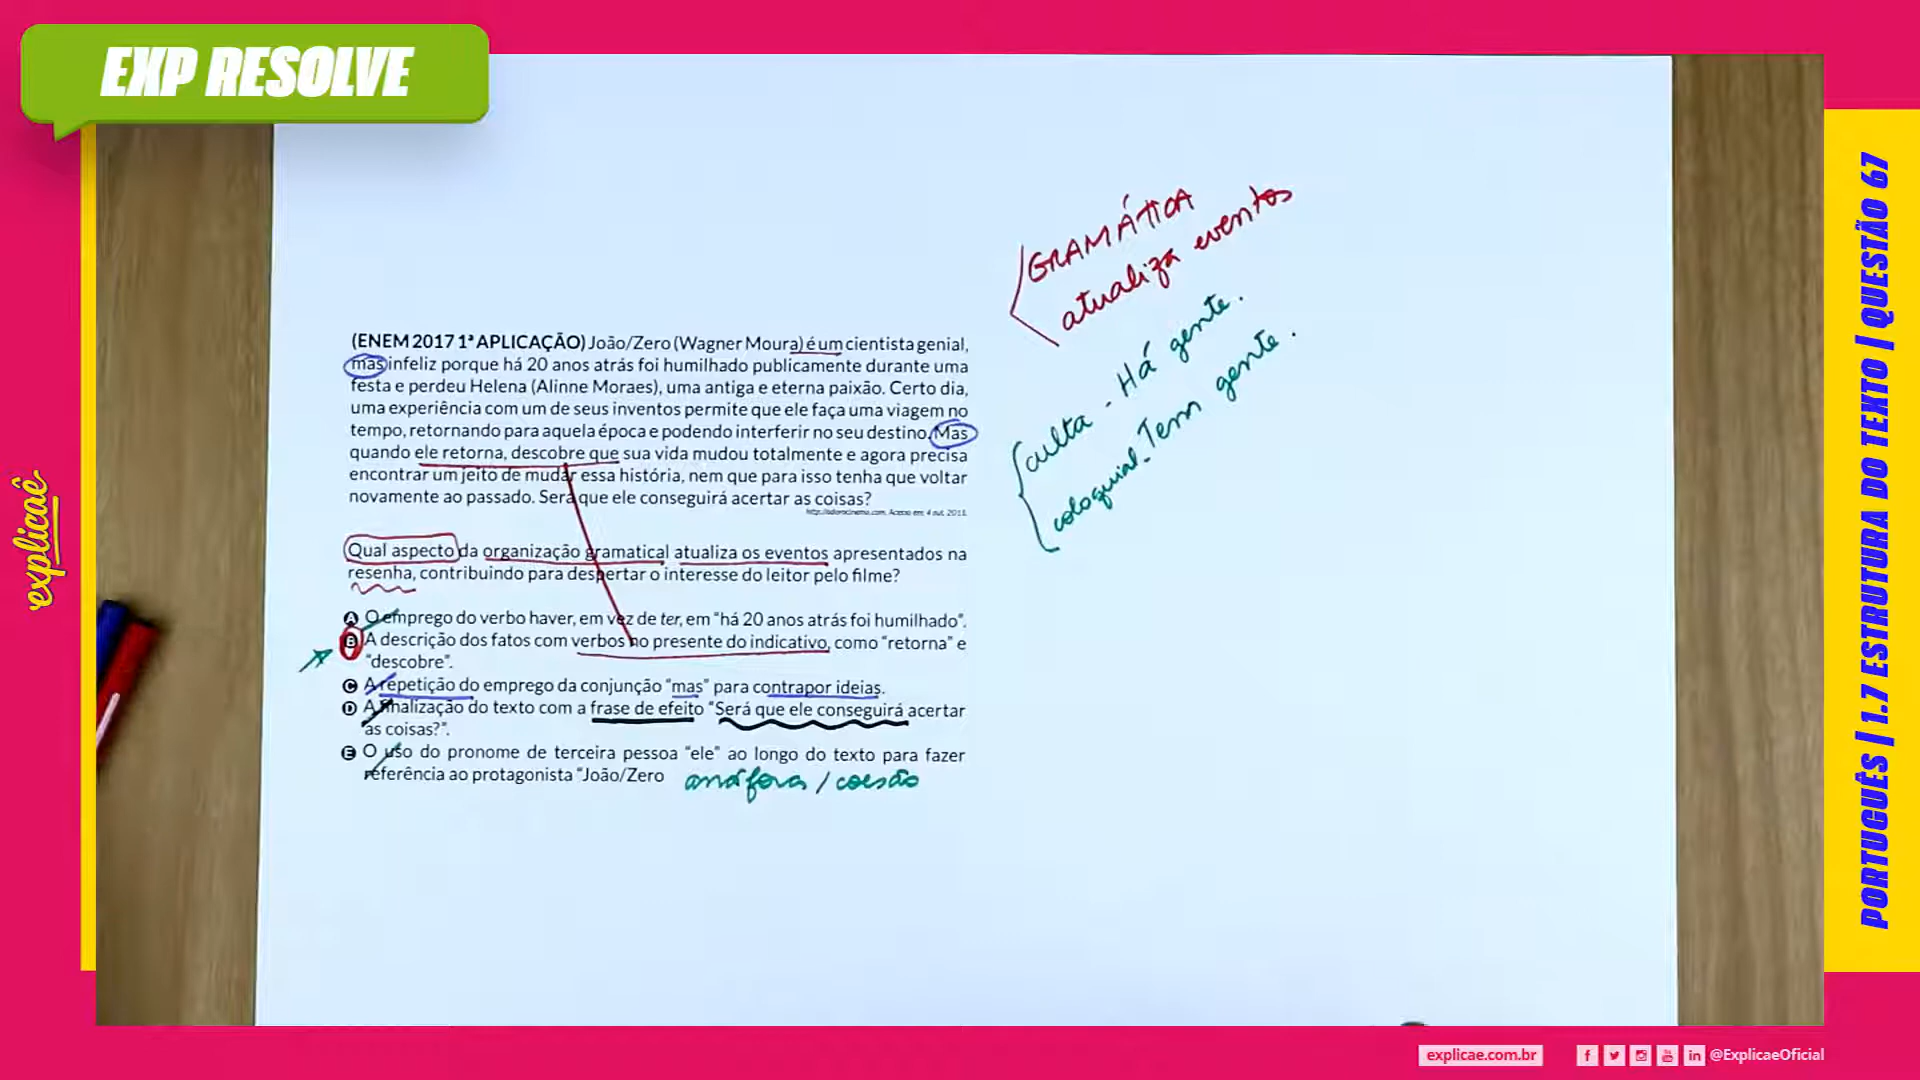 EXP RESOLVE
GRAMÁTICA
atualiza eventos
culta - Há gente.
coloquial - Tem gente.
(ENEM 2017 1ª APLICAÇÃO) João/Zero (Wagner Moura) é um cientista genial,
mas infeliz porque há 20 anos atrás foi humilhado publicamente durante uma
festa e perdeu Helena (Alinne Moraes), uma antiga e eterna paixão. Certo dia,
uma experiência com um de seus inventos permite que ele faça uma viagem no
tempo, retornando para aquela época e podendo interferir no seu destino. Mas
quando ele retorna, descobre que sua vida mudou totalmente e agora precisa
encontrar um jeito de mudar essa história, nem que para isso tenha que voltar
novamente ao passado. Será que ele conseguirá acertar as coisas?
http://adorocinema.com. Acesso em: 4 out. 2011.
Qual aspecto da organização gramatical atualiza os eventos apresentados na
resenha, contribuindo para despertar o interesse do leitor pelo filme?
A O emprego do verbo haver, em vez de ter, em “há 20 anos atrás foi humilhado”.
B A descrição dos fatos com verbos no presente do indicativo, como “retorna” e
“descobre”.
C A repetição do emprego da conjunção “mas” para contrapor ideias.
D A finalização do texto com a frase de efeito “Será que ele conseguirá acertar
as coisas?”.
E O uso do pronome de terceira pessoa “ele” ao longo do texto para fazer
referência ao protagonista “João/Zero
anáfora / coesão
explicaê
PORTUGUÊS | 1.7 ESTRUTURA DO TEXTO | QUESTÃO 67
explicae.com.br
@ExplicaeOficial